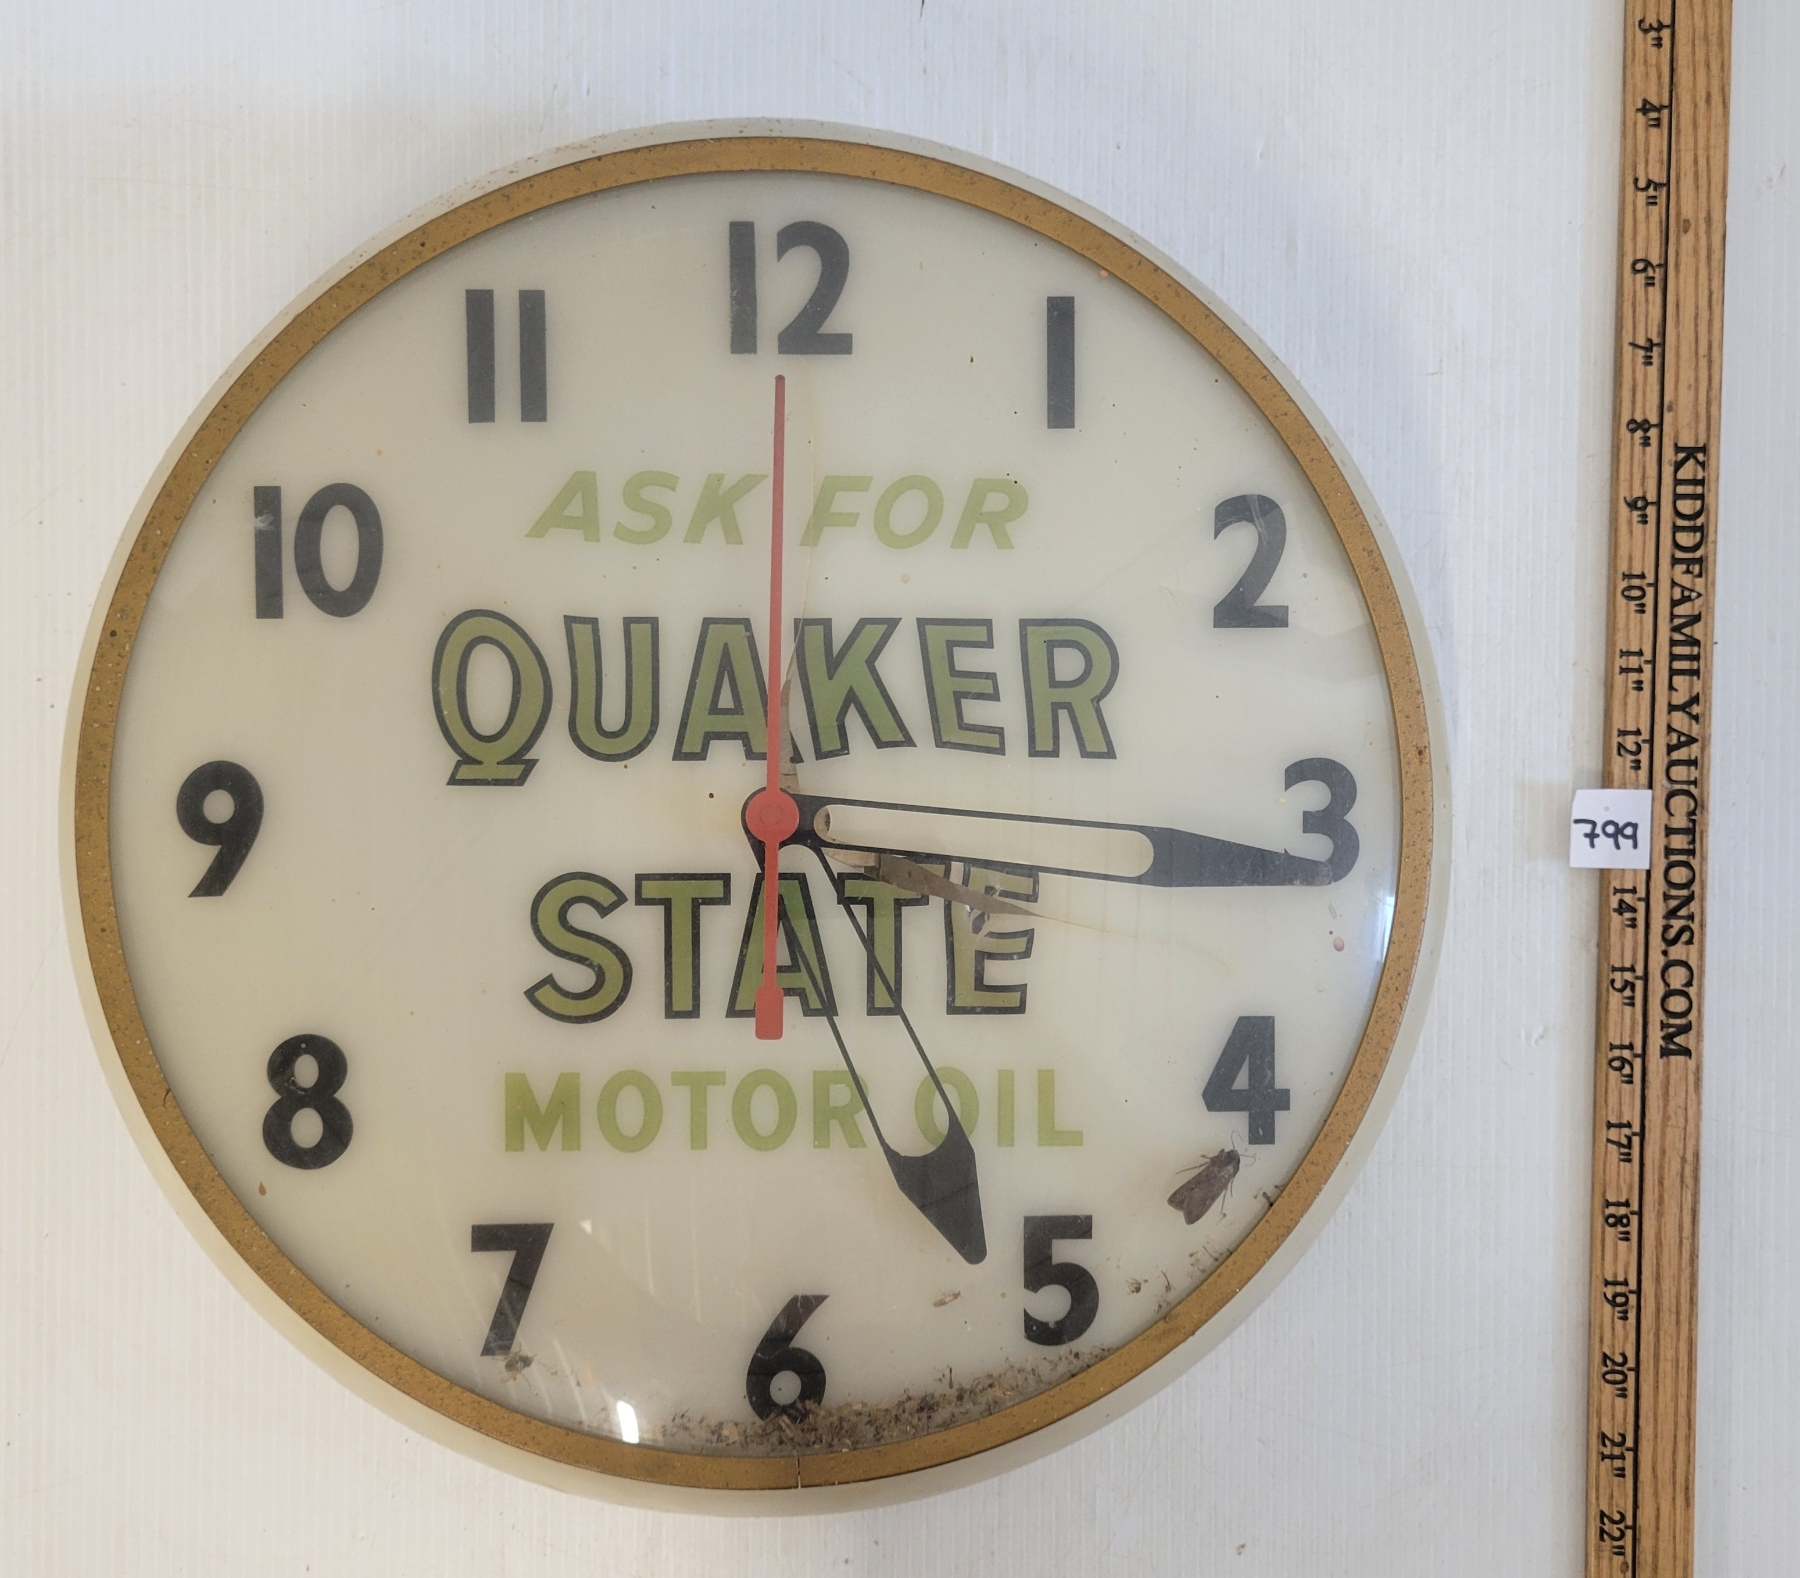 12
11
1
10
2
9
3
8
4
7
5
6
ASK FOR
QUAKER
STATE
MOTOR OIL
3" 4" 5" 6" 7" 8" 9" 10" 11" 12" 14" 15" 16" 17" 18" 19" 20" 21" 22"
KIDDFAMILYAUCTIONS.COM
799